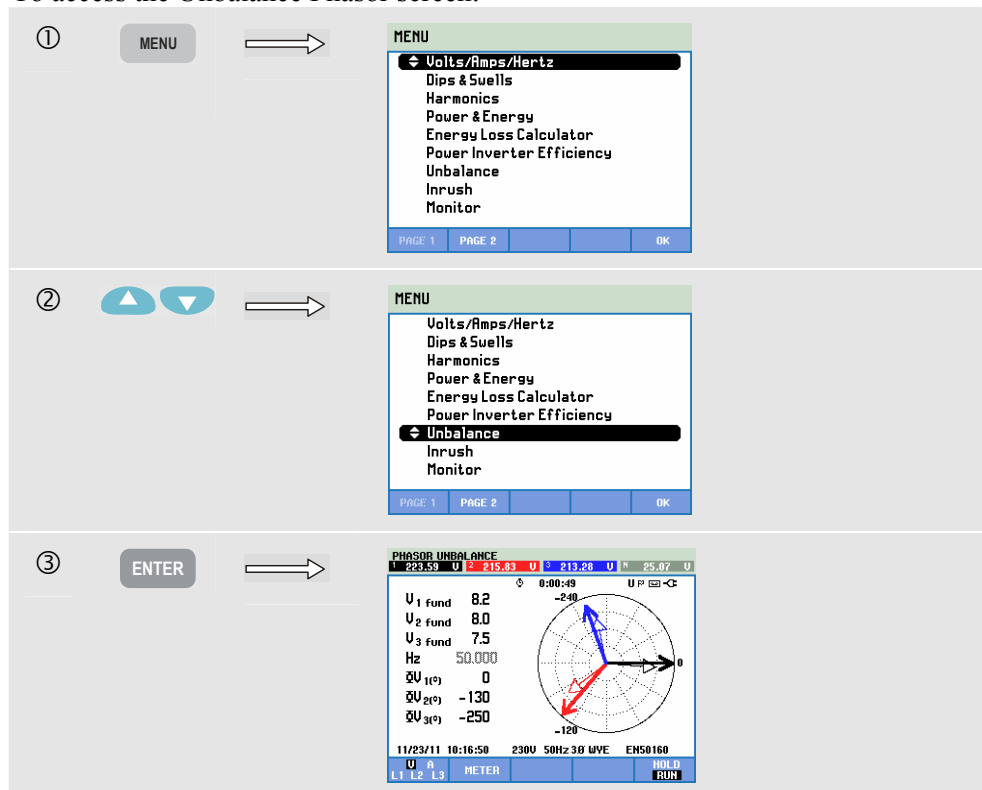 To access the Unbalance Phasor screen:
① MENU
MENU
Volts/Amps/Hertz
Dips & Swells
Harmonics
Power & Energy
Energy Loss Calculator
Power Inverter Efficiency
Unbalance
Inrush
Monitor
PAGE 1 PAGE 2 OK
②
MENU
Volts/Amps/Hertz
Dips & Swells
Harmonics
Power & Energy
Energy Loss Calculator
Power Inverter Efficiency
Unbalance
Inrush
Monitor
PAGE 1 PAGE 2 OK
③ ENTER
PHASOR UNBALANCE
1 223.59 V 2 215.83 V 3 213.28 V N 25.07 V
0:00:49 U P
V1 fund 8.2
V2 fund 8.0
V3 fund 7.5
Hz 50.000
ΦV1(°) 0
ΦV2(°) -130
ΦV3(°) -250
-240
0
-120
11/23/11 10:16:50 230V 50Hz 3Ø WYE EN50160
V A
L1 L2 L3
METER
HOLD
RUN